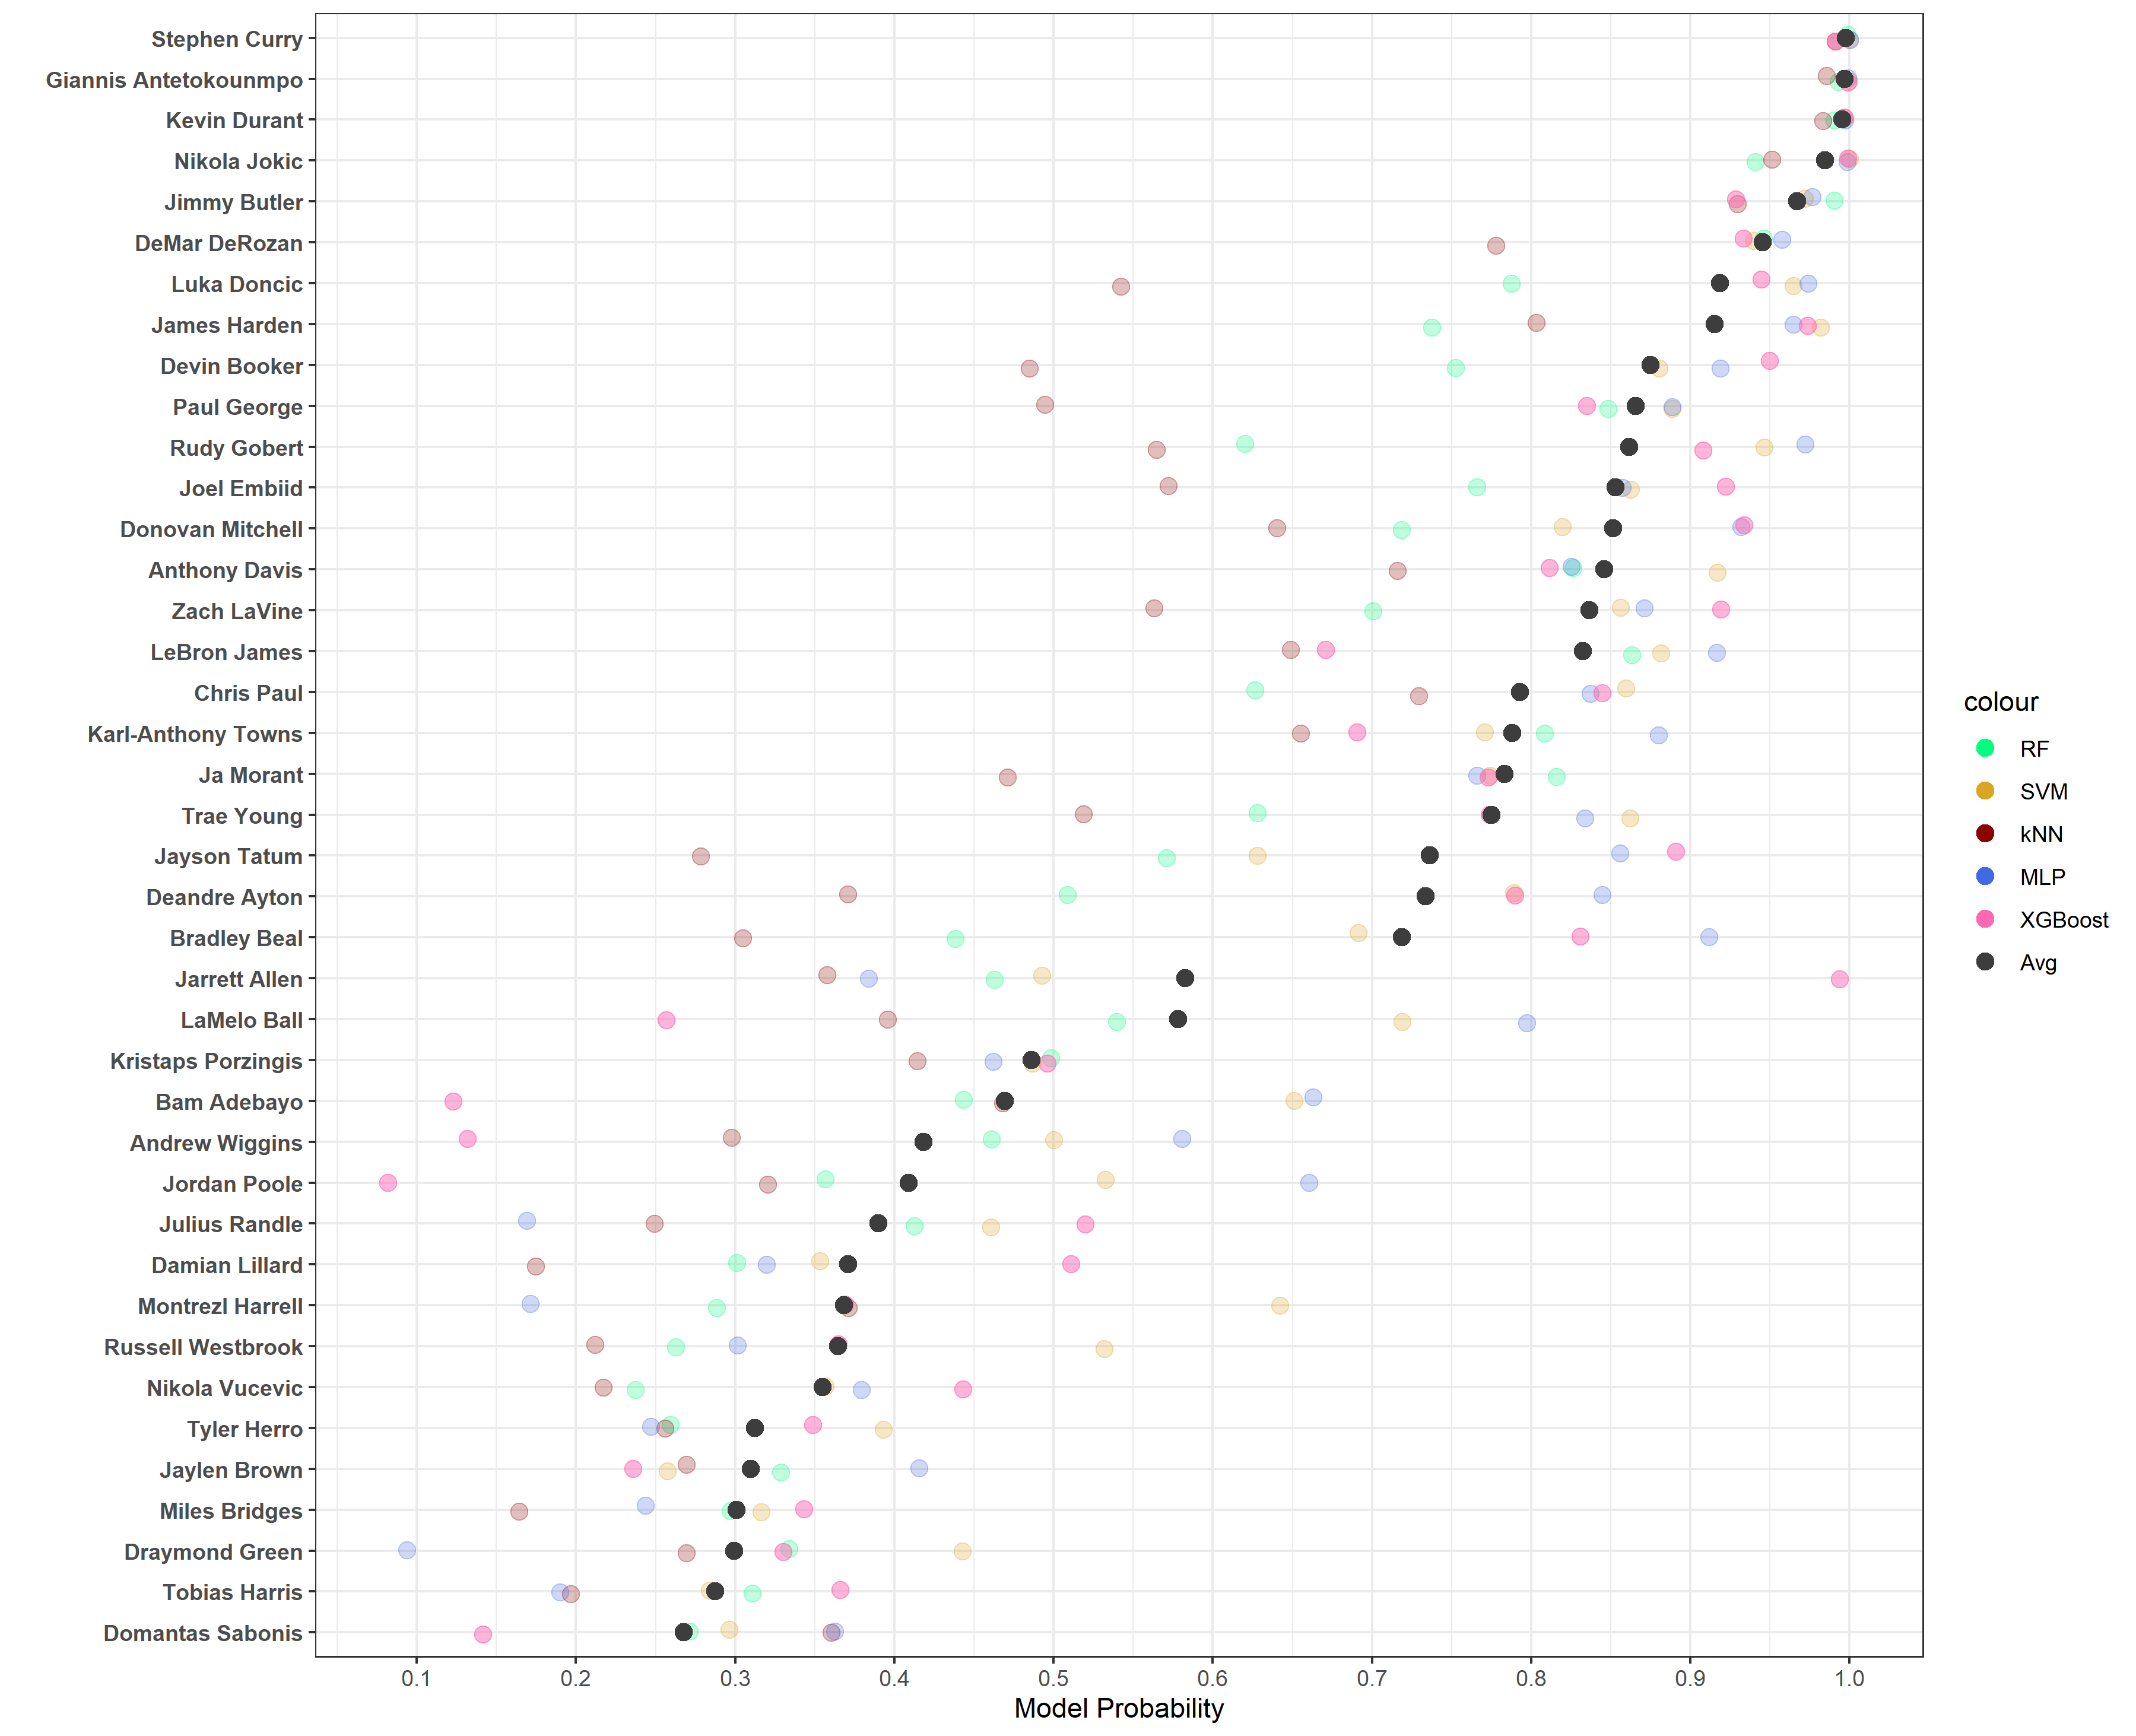 Stephen Curry
Giannis Antetokounmpo
Kevin Durant
Nikola Jokic
Jimmy Butler
DeMar DeRozan
Luka Doncic
James Harden
Devin Booker
Paul George
Rudy Gobert
Joel Embiid
Donovan Mitchell
Anthony Davis
Zach LaVine
LeBron James
Chris Paul
Karl-Anthony Towns
Ja Morant
Trae Young
Jayson Tatum
Deandre Ayton
Bradley Beal
Jarrett Allen
LaMelo Ball
Kristaps Porzingis
Bam Adebayo
Andrew Wiggins
Jordan Poole
Julius Randle
Damian Lillard
Montrezl Harrell
Russell Westbrook
Nikola Vucevic
Tyler Herro
Jaylen Brown
Miles Bridges
Draymond Green
Tobias Harris
Domantas Sabonis
0.1 0.2 0.3 0.4 0.5 0.6 0.7 0.8 0.9 1.0
Model Probability
colour
RF
SVM
kNN
MLP
XGBoost
Avg